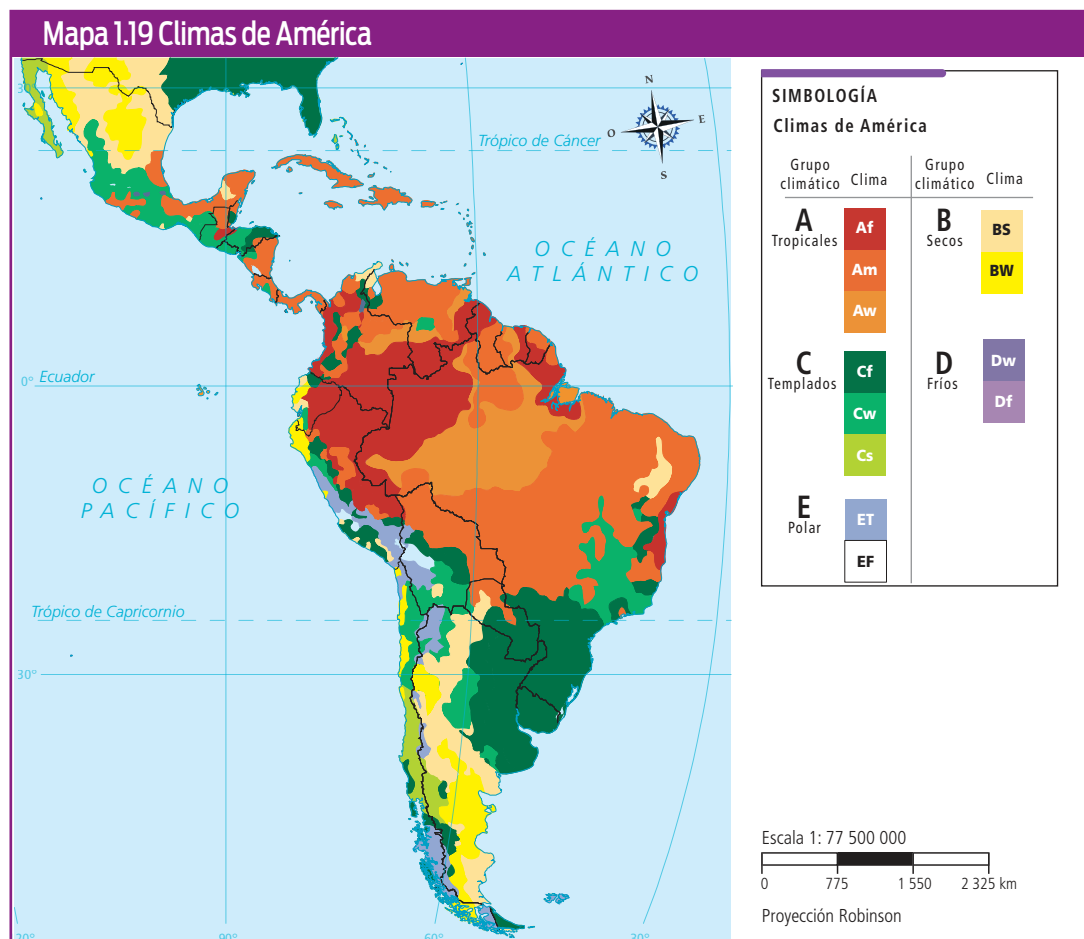 Mapa 1.19 Climas de América
N
O
E
S
Trópico de Cáncer
OCÉANO
ATLÁNTICO
0° Ecuador
OCÉANO
PACÍFICO
Trópico de Capricornio
30°
90°
60°
30°
SIMBOLOGÍA
Climas de América
Grupo climático
Clima
Grupo climático
Clima
A
Tropicales
Af
Am
Aw
B
Secos
BS
BW
C
Templados
Cf
Cw
Cs
D
Fríos
Dw
Df
E
Polar
ET
EF
Escala 1: 77 500 000
0 775 1 550 2 325 km
Proyección Robinson